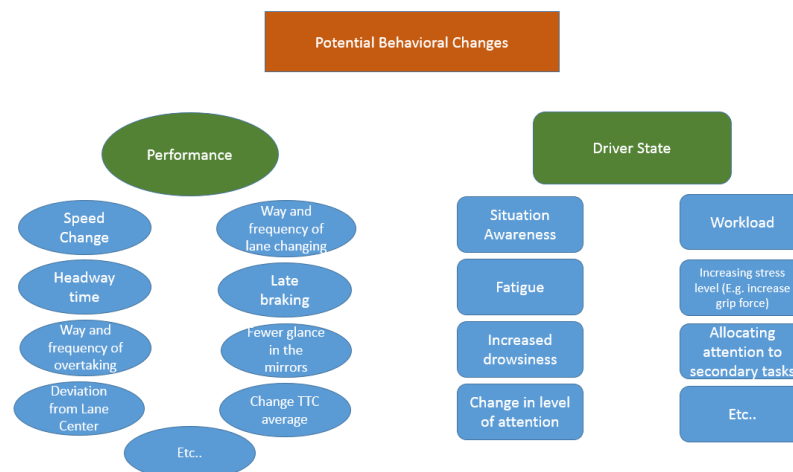 Potential Behavioral Changes
Performance
Driver State
Speed
Change
Way and
frequency of
lane changing
Headway
time
Late
braking
Way and
frequency of
overtaking
Fewer glance
in the
mirrors
Deviation
from Lane
Center
Change TTC
average
Etc..
Situation
Awareness
Workload
Fatigue
Increasing stress
level (E.g. increase
grip force)
Increased
drowsiness
Allocating
attention to
secondary tasks
Change in level
of attention
Etc..